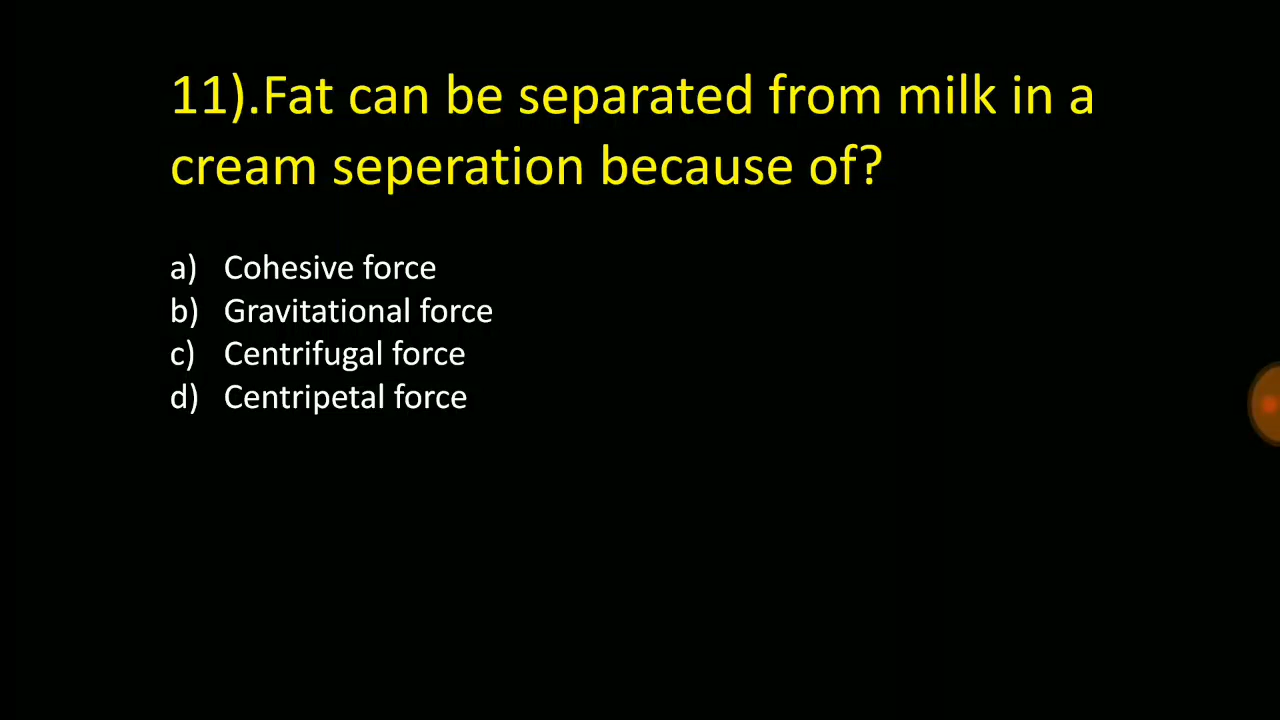 11).Fat can be separated from milk in a
cream seperation because of?
a) Cohesive force
b) Gravitational force
c) Centrifugal force
d) Centripetal force